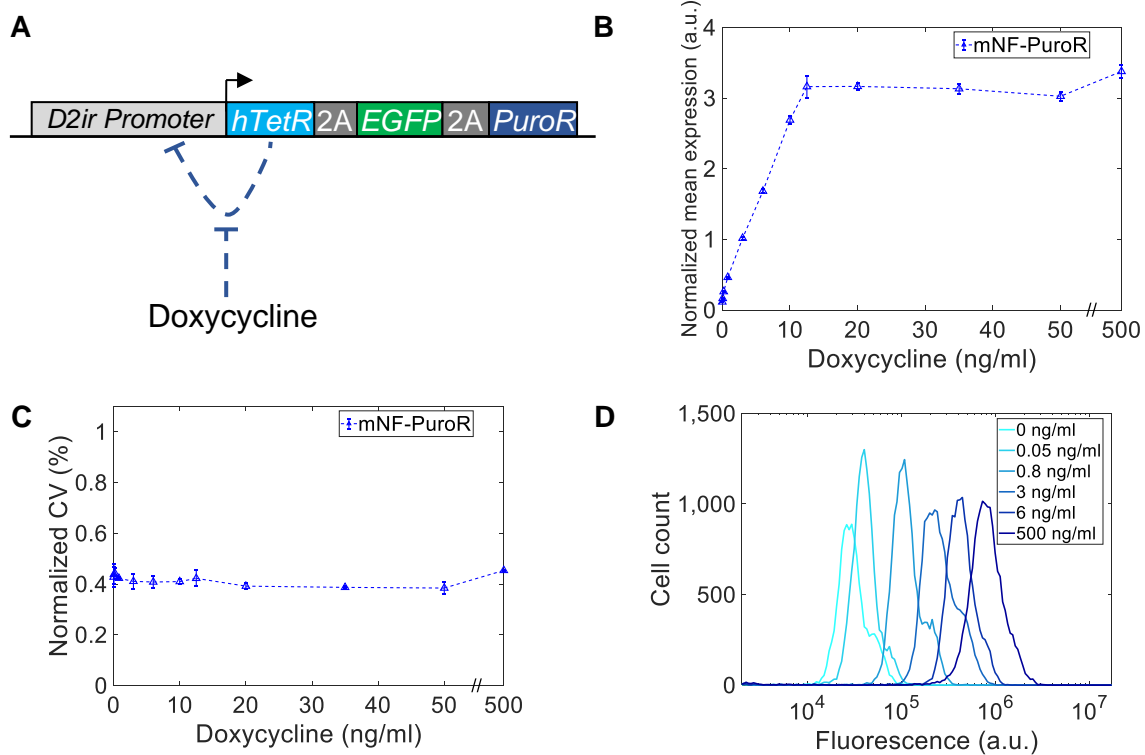 A
D2ir Promoter hTetR 2A EGFP 2A PuroR
Doxycycline
B
Normalized mean expression (a.u.)
4
3
2
1
0
mNF-PuroR
0 10 20 30 40 50 // 500
Doxycycline (ng/ml)
C
Normalized CV (%)
1
0.8
0.6
0.4
0.2
0
mNF-PuroR
0 10 20 30 40 50 // 500
Doxycycline (ng/ml)
D
Cell count
1,500
1,000
500
0
0 ng/ml
0.05 ng/ml
0.8 ng/ml
3 ng/ml
6 ng/ml
500 ng/ml
10⁴ 10⁵ 10⁶ 10⁷
Fluorescence (a.u.)